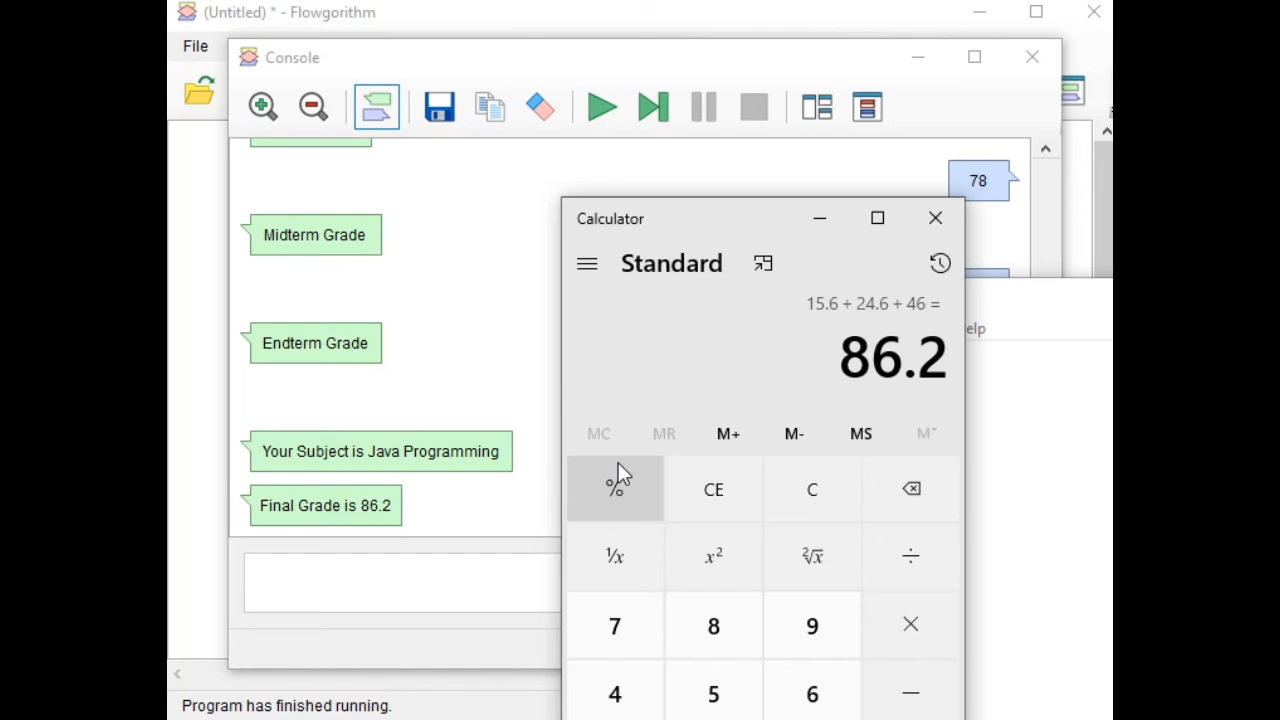 (Untitled) * - Flowgorithm
File
Console
78
Midterm Grade
Endterm Grade
Your Subject is Java Programming
Final Grade is 86.2
Program has finished running.
Calculator
Standard
15.6 + 24.6 + 46 =
86.2
MC MR M+ M- MS M˅
% CE C
¹/x x² ²√x ÷
7 8 9 ×
4 5 6 −
elp